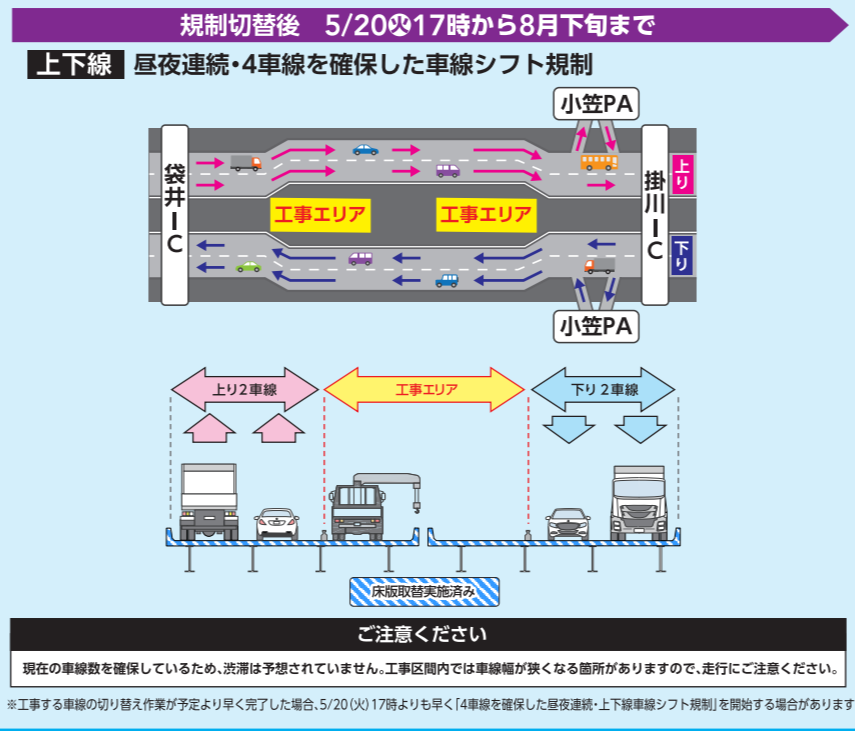 規制切替後 5/20㊋17時から8月下旬まで
上下線 昼夜連続・4車線を確保した車線シフト規制
小笠PA
袋井IC
掛川IC
上り
工事エリア 工事エリア
下り
小笠PA
上り2車線 工事エリア 下り2車線
床版取替実施済み
ご注意ください
現在の車線数を確保しているため、渋滞は予想されていません。工事区間内では車線幅が狭くなる箇所がありますので、走行にご注意ください。
※工事する車線の切り替え作業が予定より早く完了した場合、5/20(火)17時よりも早く「4車線を確保した昼夜連続・上下線車線シフト規制」を開始する場合があります